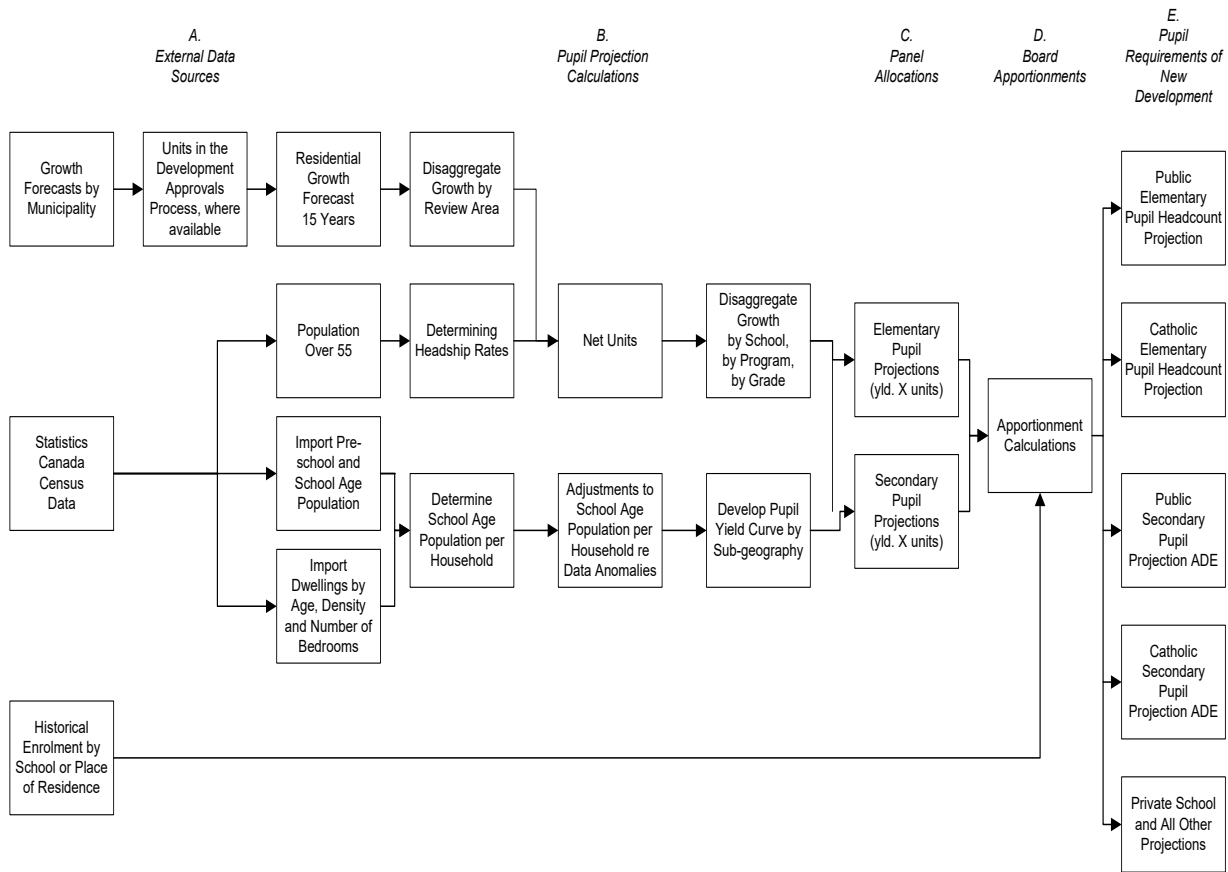 A.
External Data
Sources
B.
Pupil Projection
Calculations
C.
Panel
Allocations
D.
Board
Apportionments
E.
Pupil
Requirements of
New
Development
Growth
Forecasts by
Municipality
Units in the
Development
Approvals
Process, where
available
Residential
Growth
Forecast
15 Years
Disaggregate
Growth by
Review Area
Public
Elementary
Pupil Headcount
Projection
Population
Over 55
Determining
Headship Rates
Net Units
Disaggregate
Growth
by School,
by Program,
by Grade
Elementary
Pupil
Projections
(yld. X units)
Catholic
Elementary
Pupil Headcount
Projection
Statistics
Canada
Census
Data
Import Pre-
school and
School Age
Population
Apportionment
Calculations
Determine
School Age
Population per
Household
Adjustments to
School Age
Population per
Household re
Data Anomalies
Develop Pupil
Yield Curve by
Sub-geography
Secondary
Pupil
Projections
(yld. X units)
Public
Secondary
Pupil
Projection ADE
Import
Dwellings by
Age, Density
and Number of
Bedrooms
Catholic
Secondary
Pupil
Projection ADE
Historical
Enrolment by
School or Place
of Residence
Private School
and All Other
Projections